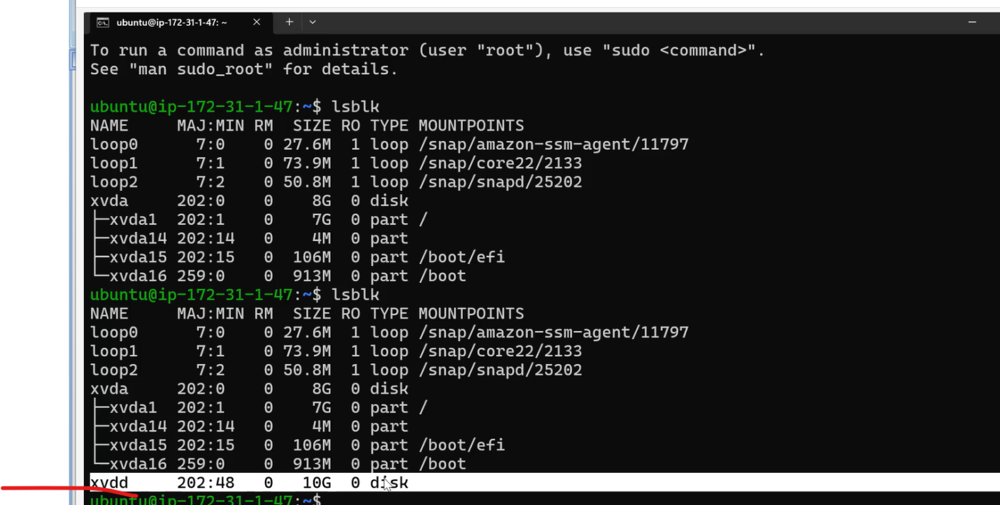 ubuntu@ip-172-31-1-47: ~
To run a command as administrator (user "root"), use "sudo <command>".
See "man sudo_root" for details.
ubuntu@ip-172-31-1-47:~$ lsblk
NAME     MAJ:MIN RM  SIZE RO TYPE MOUNTPOINTS
loop0      7:0    0 27.6M  1 loop /snap/amazon-ssm-agent/11797
loop1      7:1    0 73.9M  1 loop /snap/core22/2133
loop2      7:2    0 50.8M  1 loop /snap/snapd/25202
xvda     202:0    0    8G  0 disk
├─xvda1  202:1    0    7G  0 part /
├─xvda14 202:14   0    4M  0 part
├─xvda15 202:15   0  106M  0 part /boot/efi
└─xvda16 259:0    0  913M  0 part /boot
ubuntu@ip-172-31-1-47:~$ lsblk
NAME     MAJ:MIN RM  SIZE RO TYPE MOUNTPOINTS
loop0      7:0    0 27.6M  1 loop /snap/amazon-ssm-agent/11797
loop1      7:1    0 73.9M  1 loop /snap/core22/2133
loop2      7:2    0 50.8M  1 loop /snap/snapd/25202
xvda     202:0    0    8G  0 disk
├─xvda1  202:1    0    7G  0 part /
├─xvda14 202:14   0    4M  0 part
├─xvda15 202:15   0  106M  0 part /boot/efi
└─xvda16 259:0    0  913M  0 part /boot
xvdd     202:48   0   10G  0 disk
ubuntu@ip-172-31-1-47:~$